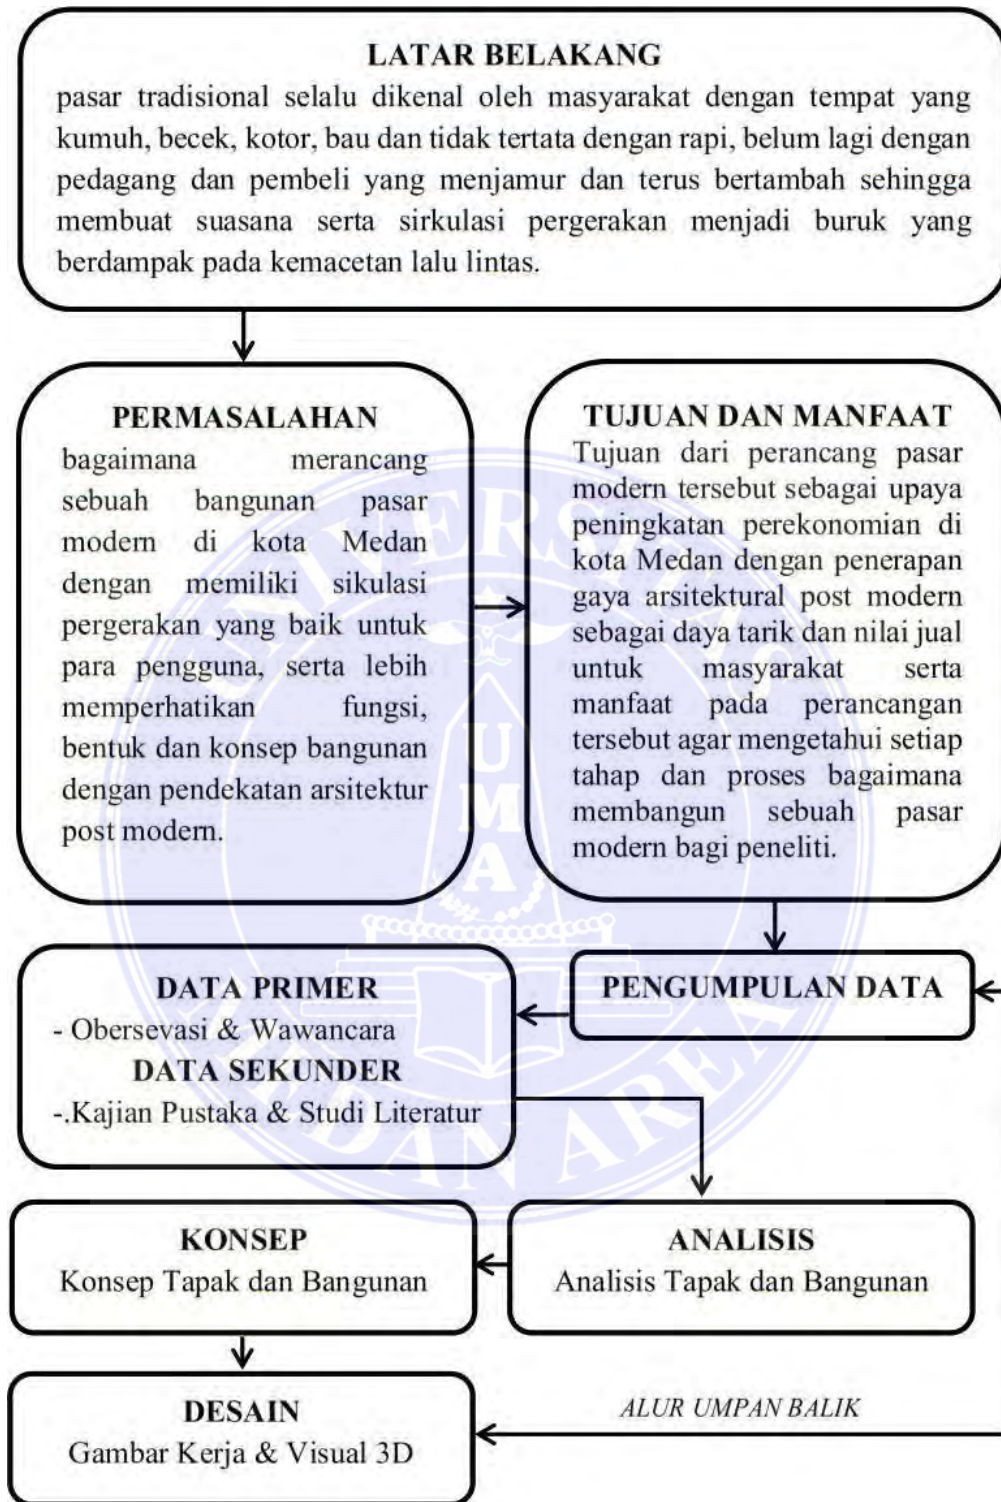 LATAR BELAKANG
pasar tradisional selalu dikenal oleh masyarakat dengan tempat yang
kumuh, becek, kotor, bau dan tidak tertata dengan rapi, belum lagi dengan
pedagang dan pembeli yang menjamur dan terus bertambah sehingga
membuat suasana serta sirkulasi pergerakan menjadi buruk yang
berdampak pada kemacetan lalu lintas.
PERMASALAHAN
bagaimana merancang
sebuah bangunan pasar
modern di kota Medan
dengan memiliki sikulasi
pergerakan yang baik untuk
para pengguna, serta lebih
memperhatikan fungsi,
bentuk dan konsep bangunan
dengan pendekatan arsitektur
post modern.
TUJUAN DAN MANFAAT
Tujuan dari perancang pasar
modern tersebut sebagai upaya
peningkatan perekonomian di
kota Medan dengan penerapan
gaya arsitektural post modern
sebagai daya tarik dan nilai jual
untuk masyarakat serta
manfaat pada perancangan
tersebut agar mengetahui setiap
tahap dan proses bagaimana
membangun sebuah pasar
modern bagi peneliti.
PENGUMPULAN DATA
DATA PRIMER
- Obersevasi & Wawancara
DATA SEKUNDER
-.Kajian Pustaka & Studi Literatur
KONSEP
Konsep Tapak dan Bangunan
ANALISIS
Analisis Tapak dan Bangunan
DESAIN
Gambar Kerja & Visual 3D
ALUR UMPAN BALIK
UNIVERSITAS
MEDAN AREA
U
M
A